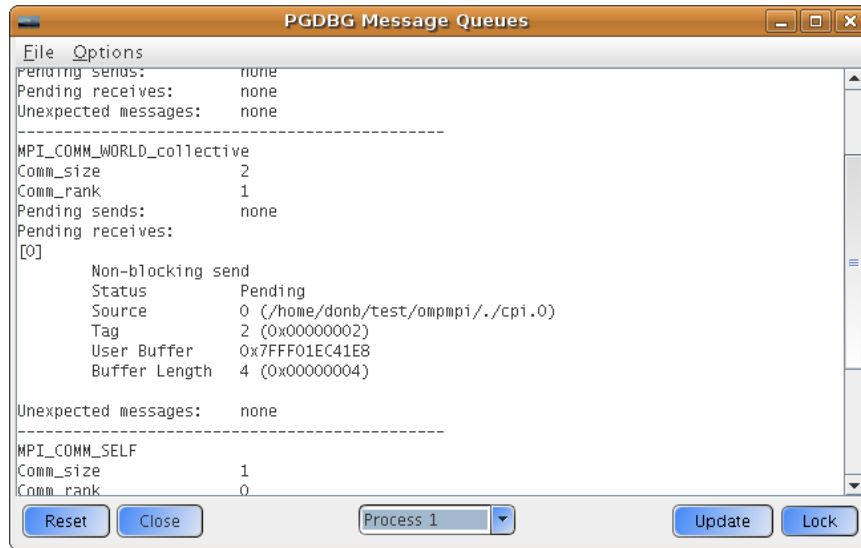 PGDBG Message Queues
File Options
Pending sends: none
Pending receives: none
Unexpected messages: none
----------------------------------------------
MPI_COMM_WORLD_collective
Comm_size 2
Comm_rank 1
Pending sends: none
Pending receives:
[0]
Non-blocking send
Status Pending
Source 0 (/home/donb/test/ompmpi/./cpi.0)
Tag 2 (0x00000002)
User Buffer 0x7FFF01EC41E8
Buffer Length 4 (0x00000004)
Unexpected messages: none
----------------------------------------------
MPI_COMM_SELF
Comm_size 1
Comm_rank 0
Reset Close Process 1 Update Lock